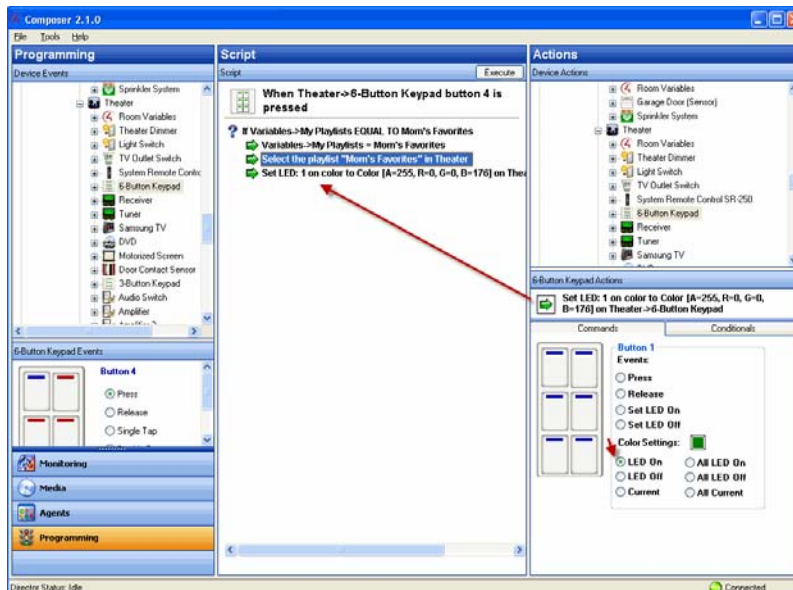 Composer 2.1.0
File Tools Help
Programming
Device Events
Sprinkler System
Theater
Room Variables
Theater Dimmer
Light Switch
TV Outlet Switch
System Remote Contro
6-Button Keypad
Receiver
Tuner
Samsung TV
DVD
Motorized Screen
Door Contact Sensor
3-Button Keypad
Audio Switch
Amplifier
6-Button Keypad Events
Button 4
Press
Release
Single Tap
Monitoring
Media
Agents
Programming
Script
Script Execute
When Theater->6-Button Keypad button 4 is
pressed
If Variables->My Playlists EQUAL TO Mom's Favorites
Variables->My Playlists = Mom's Favorites
Select the playlist "Mom's Favorites" in Theater
Set LED: 1 on color to Color [A=255, R=0, G=0, B=176] on Thea
Actions
Device Actions
Room Variables
Garage Door (Sensor)
Sprinkler System
Theater
Room Variables
Theater Dimmer
Light Switch
TV Outlet Switch
System Remote Control SR-250
6-Button Keypad
Receiver
Tuner
Samsung TV
6-Button Keypad Actions
Set LED: 1 on color to Color [A=255, R=0, G=0,
B=176] on Theater->6-Button Keypad
Commands Conditionals
Button 1
Events:
Press
Release
Set LED On
Set LED Off
Color Settings:
LED On All LED On
LED Off All LED Off
Current All Current
Director Status: Idle Connected